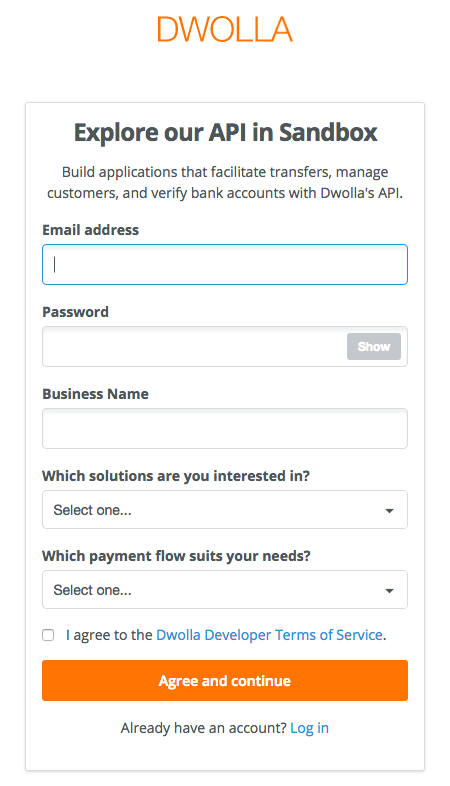 DWOLLA
Explore our API in Sandbox
Build applications that facilitate transfers, manage
customers, and verify bank accounts with Dwolla's API.
Email address
Password
Show
Business Name
Which solutions are you interested in?
Select one...
Which payment flow suits your needs?
Select one...
I agree to the Dwolla Developer Terms of Service.
Agree and continue
Already have an account? Log in